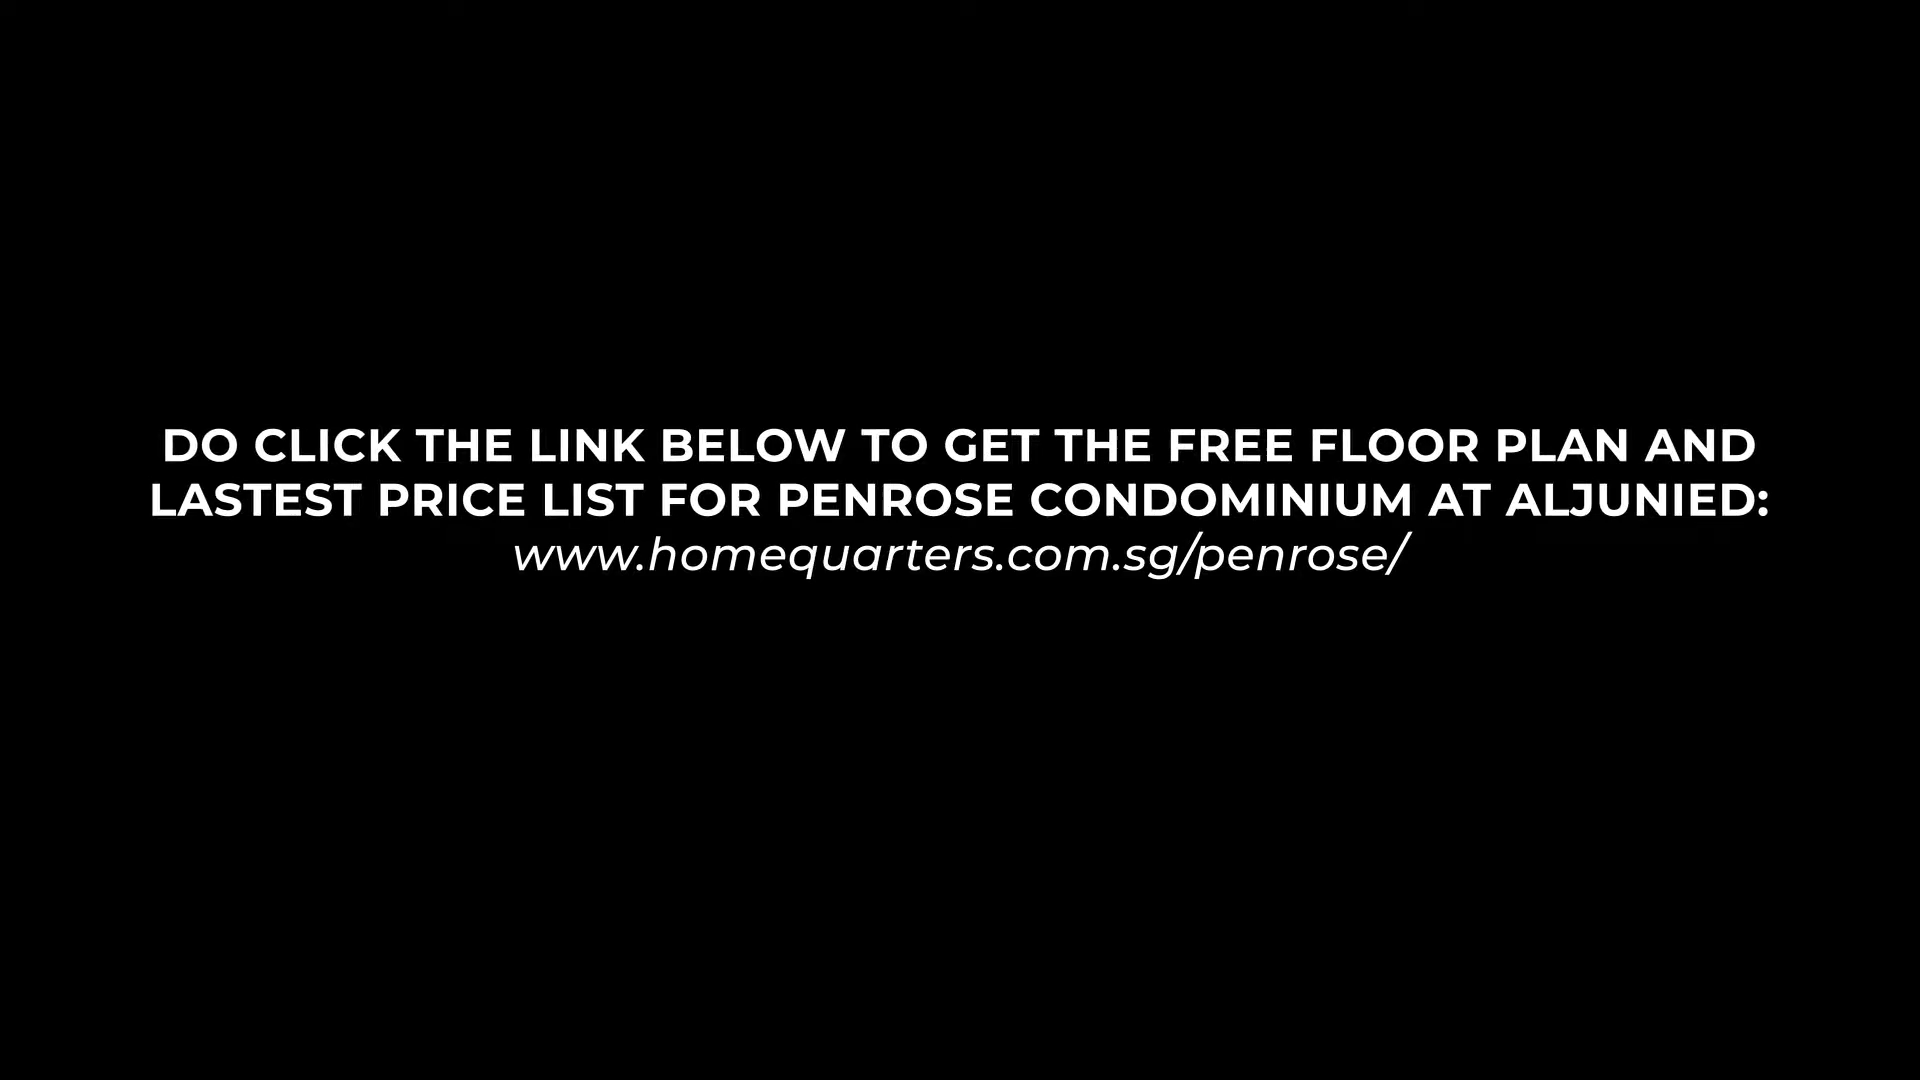 DO CLICK THE LINK BELOW TO GET THE FREE FLOOR PLAN AND
LASTEST PRICE LIST FOR PENROSE CONDOMINIUM AT ALJUNIED:
www.homequarters.com.sg/penrose/